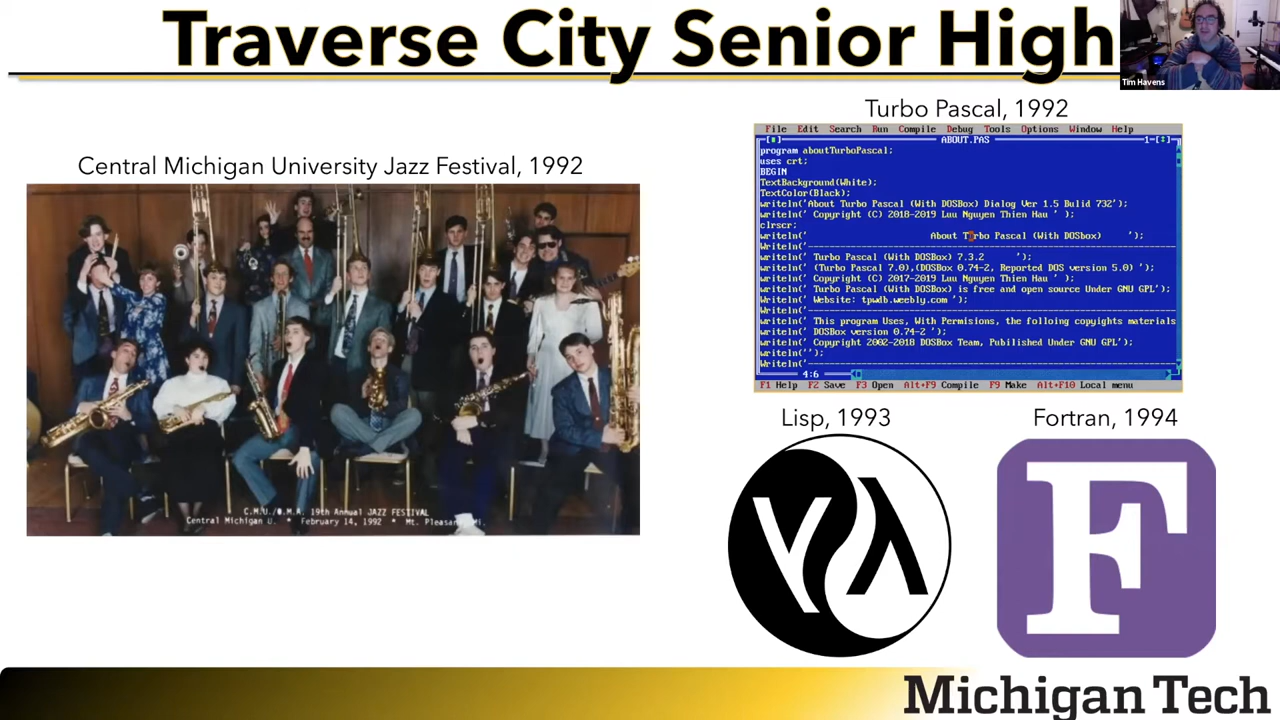 Traverse City Senior High
Tim Havens
Central Michigan University Jazz Festival, 1992
C.M.U./O.M.A. 19th Annual JAZZ FESTIVAL
Central Michigan U. * February 14, 1992 * Mt. Pleasant, Mi.
Turbo Pascal, 1992
File Edit Search Run Compile Debug Tools Options Window Help
ABOUT.PAS 1
program aboutTurboPascal;
uses crt;
BEGIN
TextBackground(White);
TextColor(Black);
writeln('About Turbo Pascal (With DOSBox) Dialog Ver 1.5 Bulid 732');
writeln(' Copyright (C) 2018-2019 Luu Nguyen Thien Hau ' );
clrscr;
writeln(' About Turbo Pascal (With DOSbox) ');
Writeln('
writeln(' Turbo Pascal (With DOSBox) 7.3.2 ');
writeln(' (Turbo Pascal 7.0),(DOSBox 0.74-2, Reported DOS version 5.0) ');
writeln(' Copyright (C) 2017-2019 Luu Nguyen Thien Hau ');
writeln(' Turbo Pascal (With DOSBox) is free and open source Under GNU GPL');
Writeln(' Website: tpwdb.weebly.com ');
Writeln('
writeln(' This program Uses, With Permisions, the folloing copyights materials
writeln(' DOSBox version 0.74-2 ');
writeln(' Copyright 2002-2018 DOSBox Team, Publilished Under GNU GPL');
writeln('');
Writeln('
4:6
F1 Help F2 Save F3 Open Alt+F9 Compile F9 Make Alt+F10 Local menu
Lisp, 1993
Fortran, 1994
F
Michigan Tech